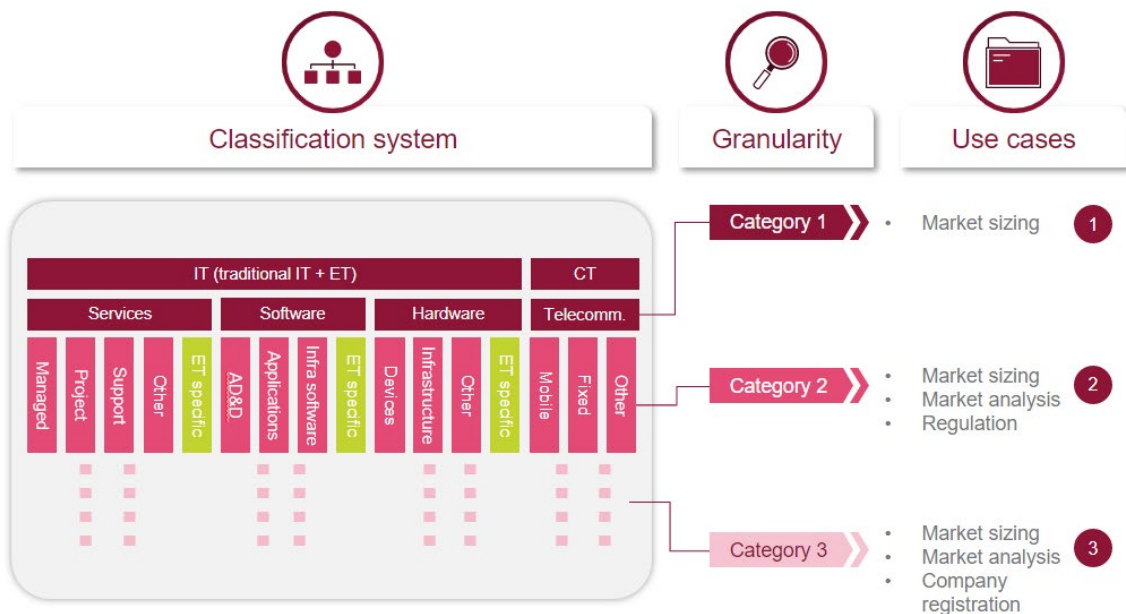 Classification system
Granularity
Use cases
IT (traditional IT + ET)
CT
Services
Software
Hardware
Telecomm.
Managed
Project
Support
Other
ET specific
AD&D
Applications
Infra software
ET specific
Devices
Infrastructure
Other
ET specific
Mobile
Fixed
Other
Category 1
• Market sizing
1
Category 2
• Market sizing
• Market analysis
• Regulation
2
Category 3
• Market sizing
• Market analysis
• Company
registration
3